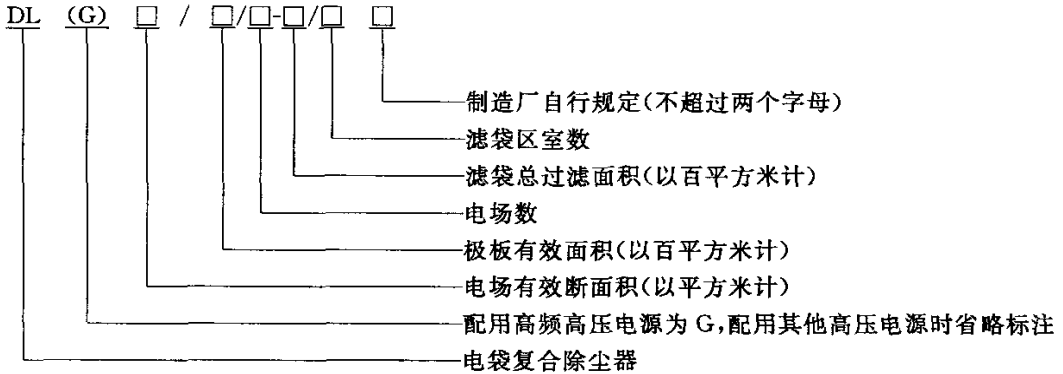 DL (G) □ / □/□-□/□ □
制造厂自行规定(不超过两个字母)
滤袋区室数
滤袋总过滤面积(以百平方米计)
电场数
极板有效面积(以百平方米计)
电场有效断面积(以平方米计)
配用高频高压电源为 G,配用其他高压电源时省略标注
电袋复合除尘器